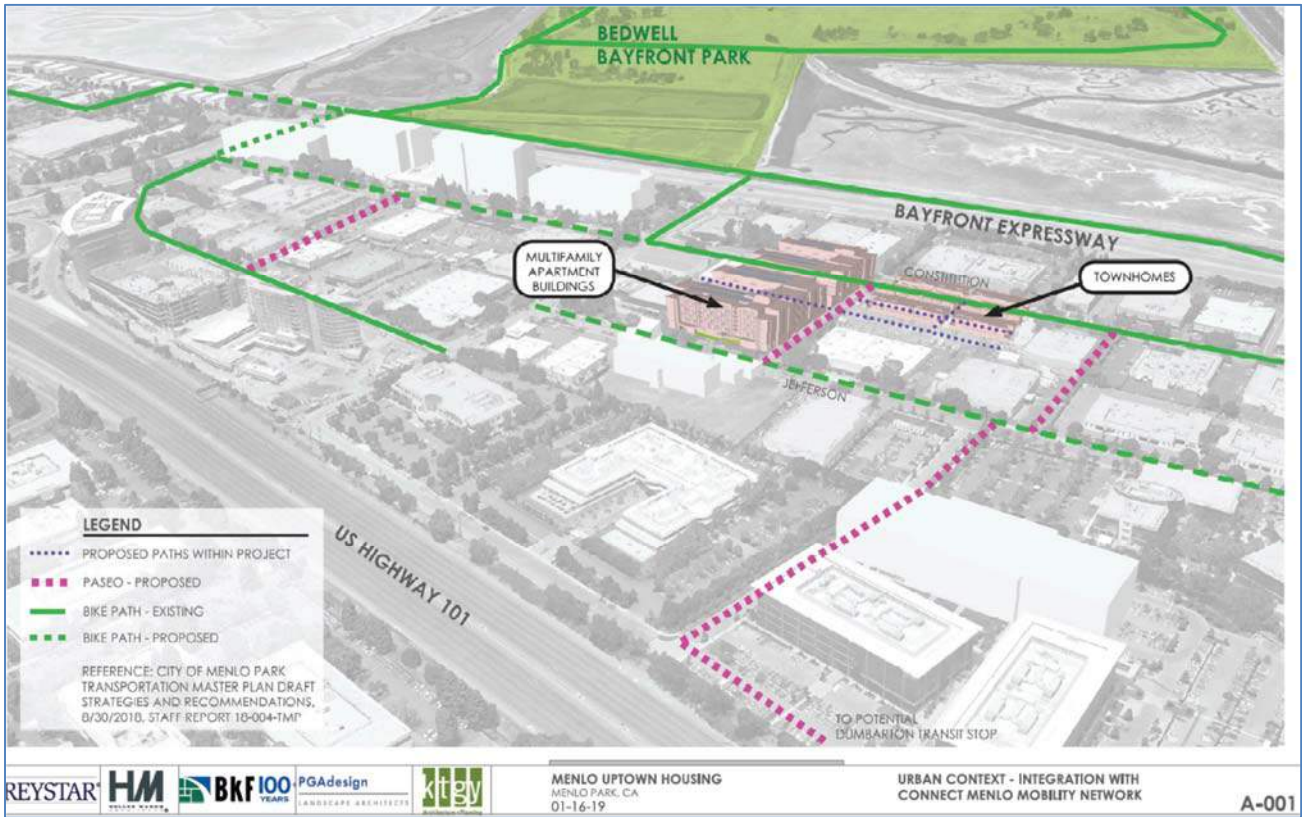 BEDWELL
BAYFRONT PARK
BAYFRONT EXPRESSWAY
MULTIFAMILY
APARTMENT
BUILDINGS
CONSTITUTION
TOWNHOMES
JEFFERSON
US HIGHWAY 101
LEGEND
PROPOSED PATHS WITHIN PROJECT
PASEO - PROPOSED
BIKE PATH - EXISTING
BIKE PATH - PROPOSED
REFERENCE: CITY OF MENLO PARK
TRANSPORTATION MASTER PLAN DRAFT
STRATEGIES AND RECOMMENDATIONS,
8/30/2018, STAFF REPORT 18-004-TMP
TO POTENTIAL
DUMBARTON TRANSIT STOP
REYSTAR
HM
BKF 100 YEARS
PGAdesign
LANDSCAPE ARCHITECTS
ktgy
Architecture+Planning
MENLO UPTOWN HOUSING
MENLO PARK, CA
01-16-19
URBAN CONTEXT - INTEGRATION WITH
CONNECT MENLO MOBILITY NETWORK
A-001